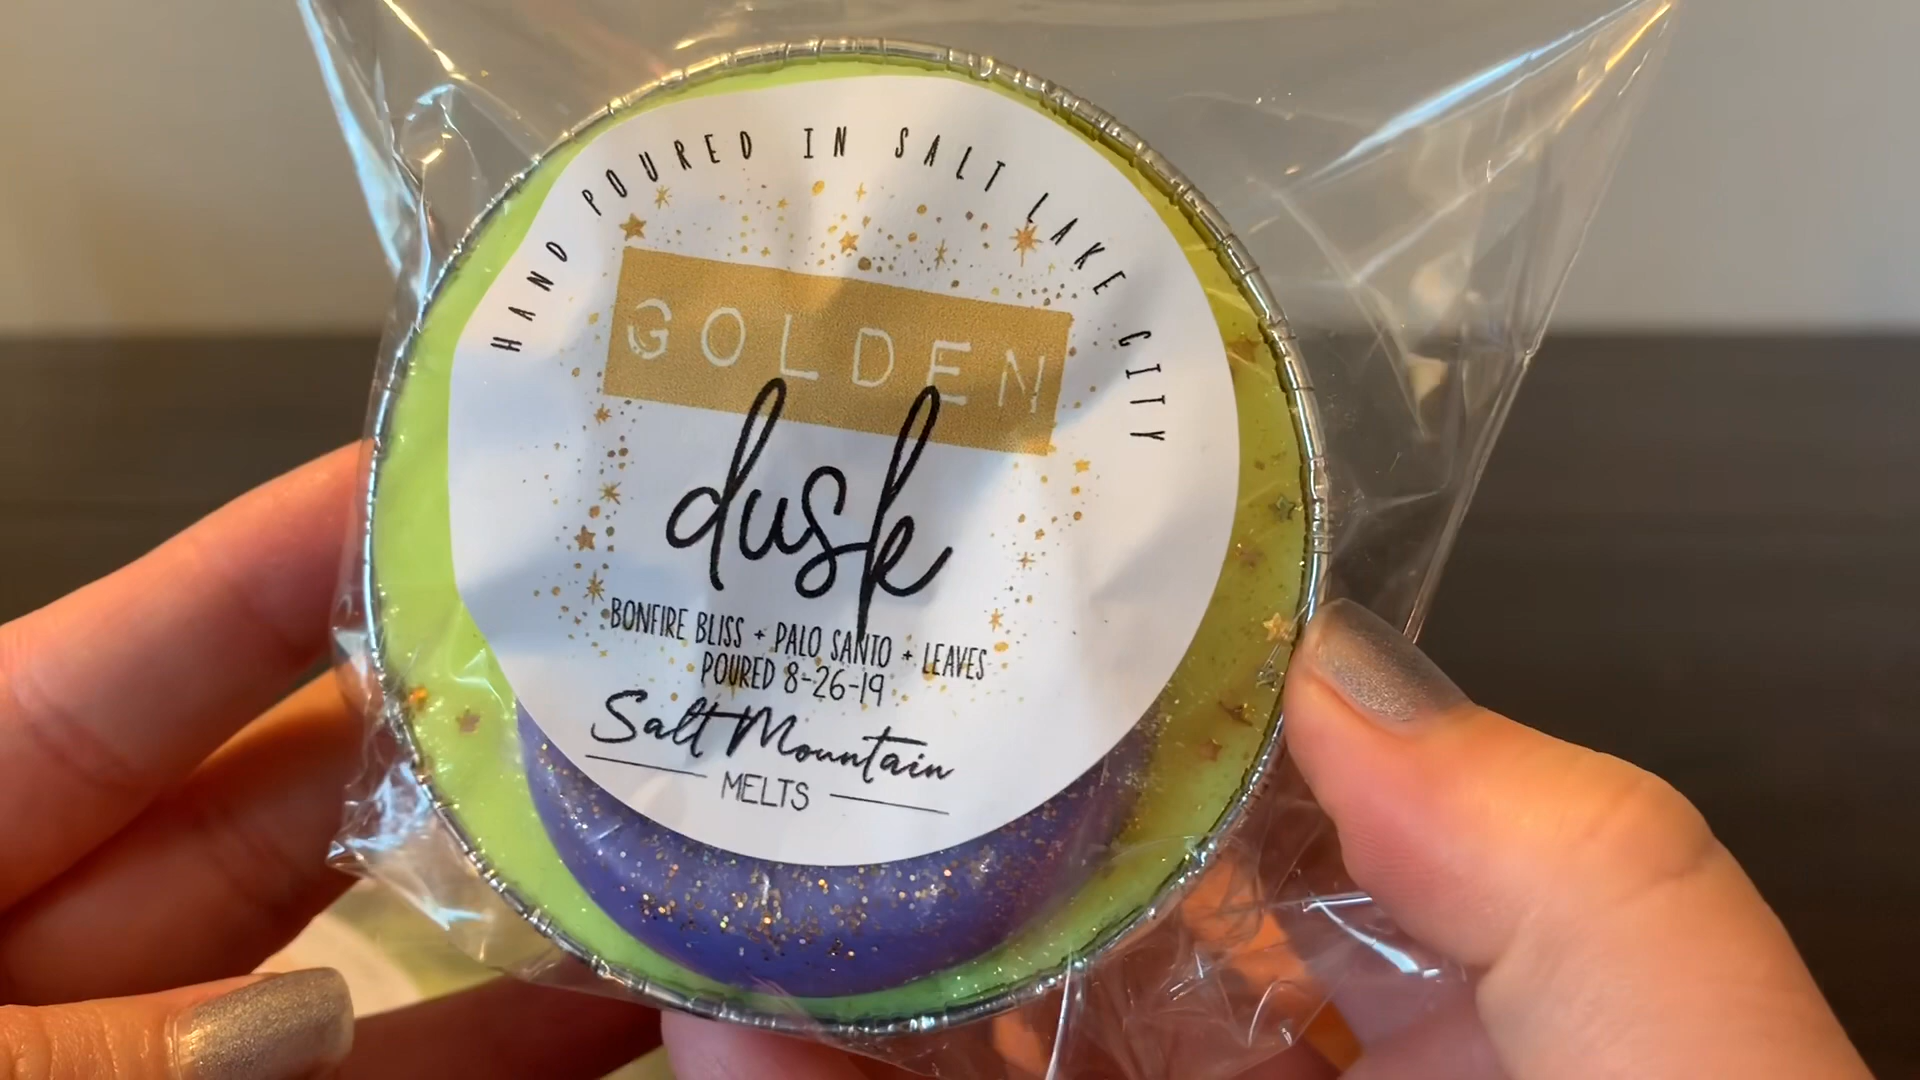 HAND POURED IN SALT LAKE CITY
GOLDEN
dusk
BONFIRE BLISS + PALO SANTO + LEAVES
POURED 8-26-19
Salt Mountain
MELTS